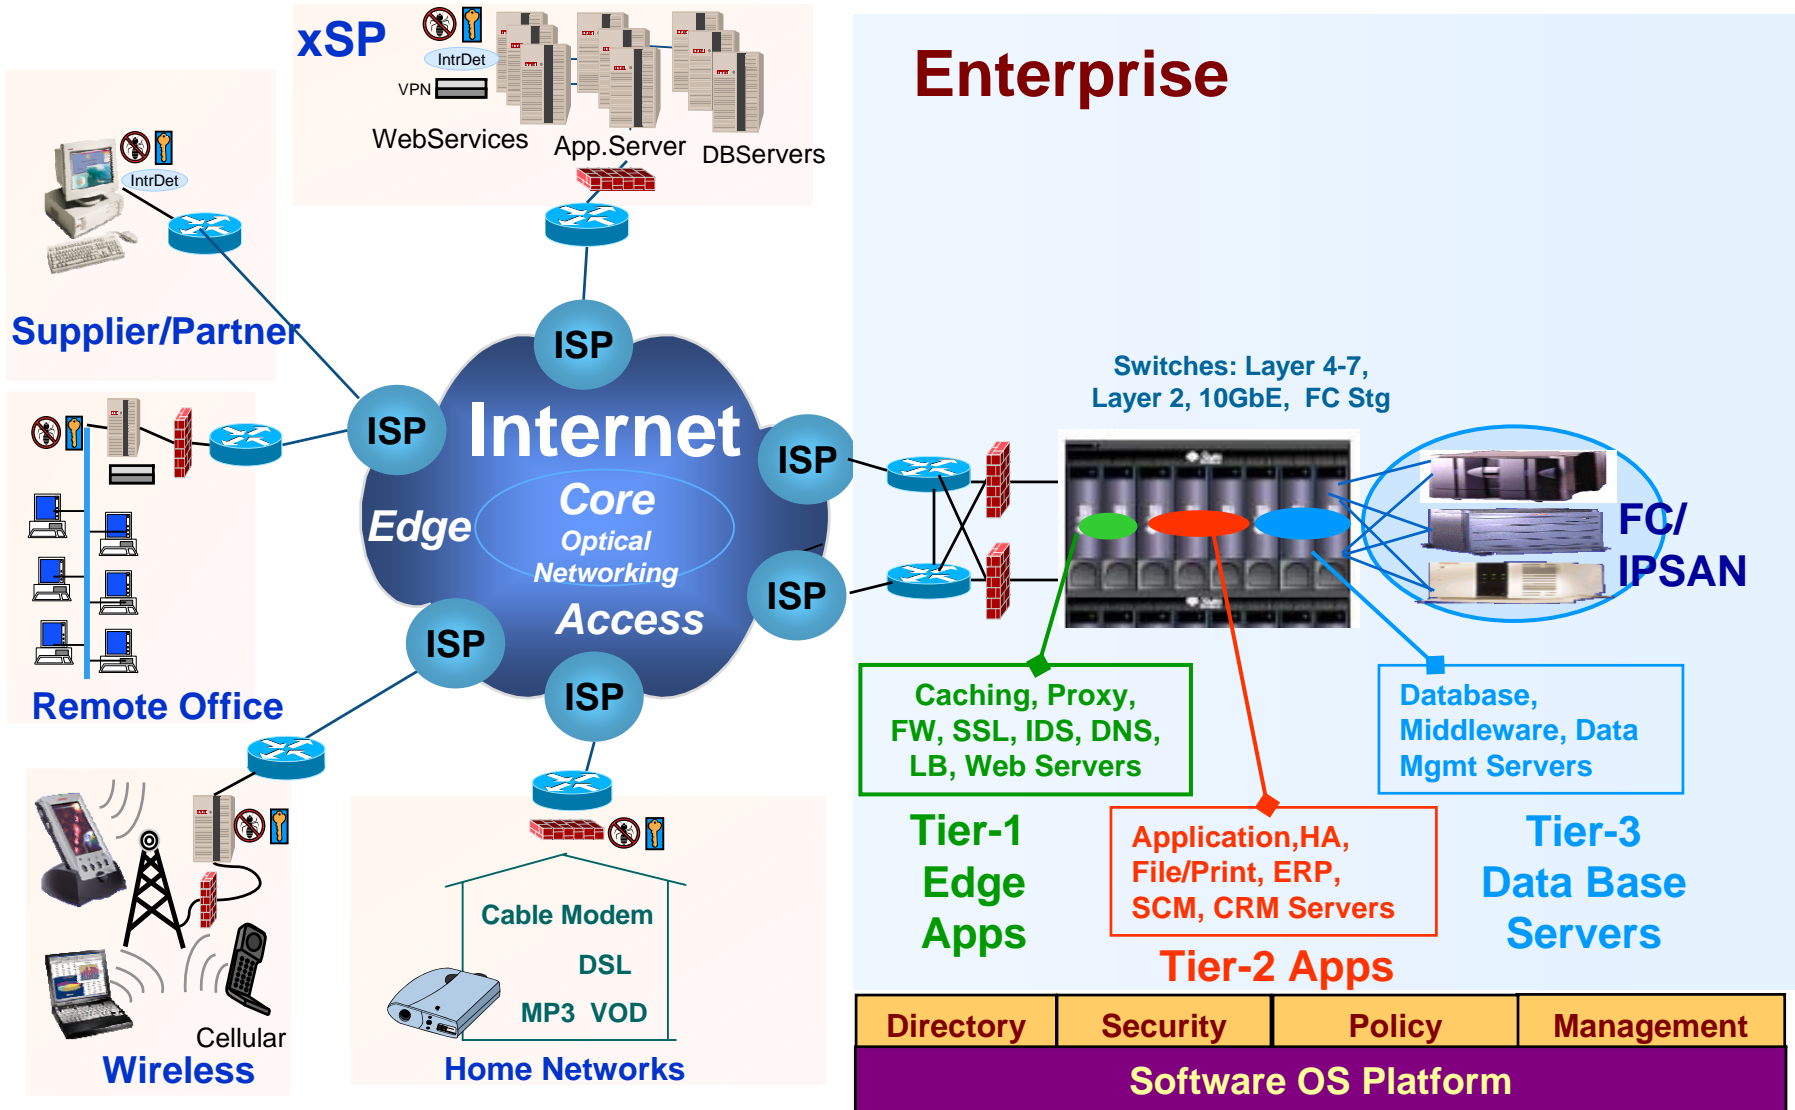 xSP
IntrDet
VPN
WebServices
App.Server
DBServers
Enterprise
IntrDet
Supplier/Partner
ISP
ISP
Internet
Core
Optical
Networking
Edge
Access
ISP
ISP
ISP
ISP
Remote Office
Switches: Layer 4-7,
Layer 2, 10GbE, FC Stg
FC/
IPSAN
Caching, Proxy,
FW, SSL, IDS, DNS,
LB, Web Servers
Tier-1
Edge
Apps
Application,HA,
File/Print, ERP,
SCM, CRM Servers
Tier-2 Apps
Database,
Middleware, Data
Mgmt Servers
Tier-3
Data Base
Servers
Cellular
Wireless
Cable Modem
DSL
MP3 VOD
Home Networks
Directory
Security
Policy
Management
Software OS Platform